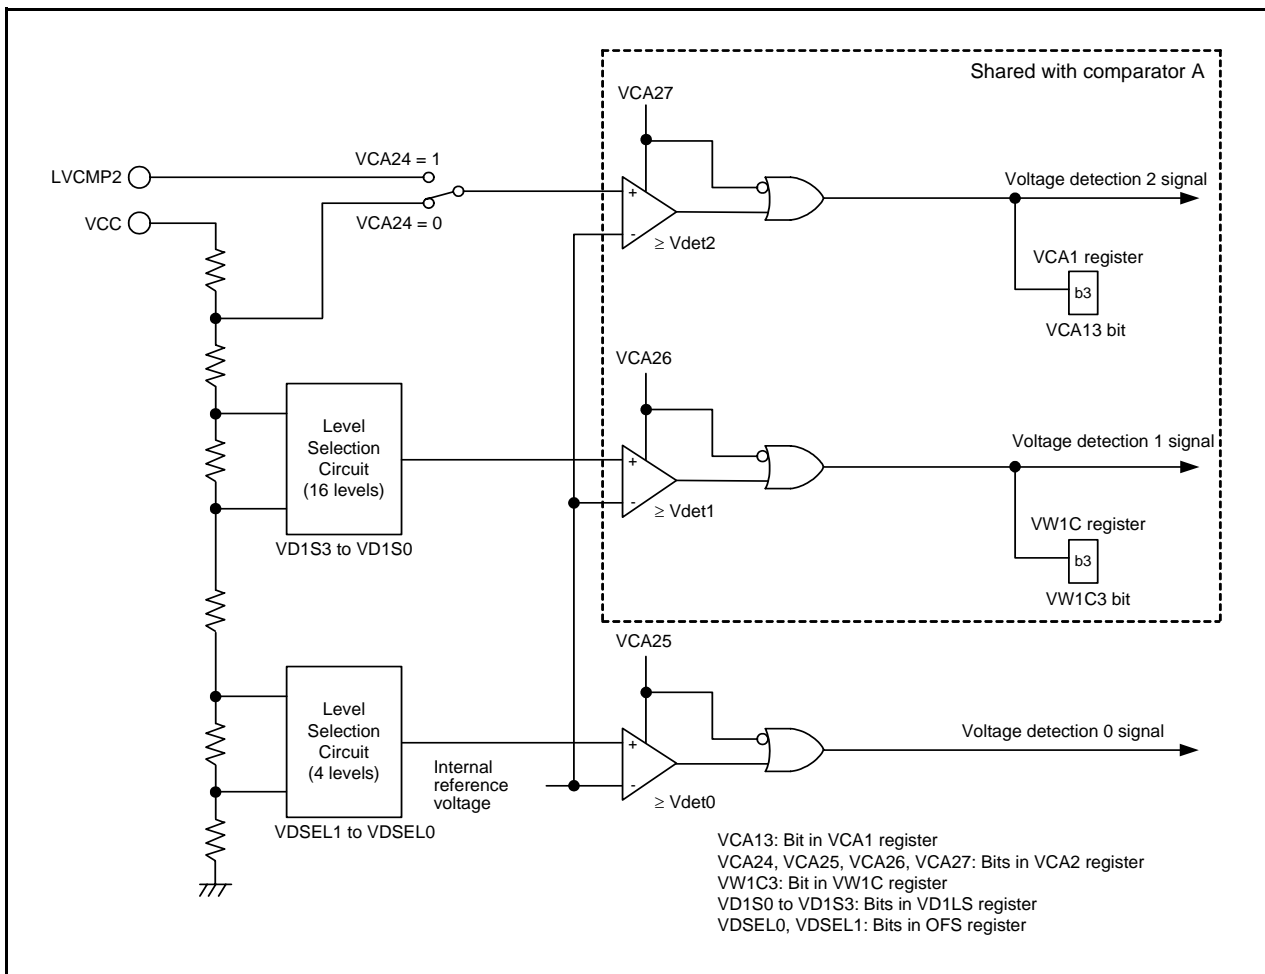 Shared with comparator A
VCA27
VCA24 = 1
LVCMP2
VCC
VCA24 = 0
+
-
≥ Vdet2
Voltage detection 2 signal
VCA1 register
b3
VCA13 bit
VCA26
Level
Selection
Circuit
(16 levels)
VD1S3 to VD1S0
+
-
≥ Vdet1
Voltage detection 1 signal
VW1C register
b3
VW1C3 bit
VCA25
Level
Selection
Circuit
(4 levels)
VDSEL1 to VDSEL0
Internal
reference
voltage
+
-
≥ Vdet0
Voltage detection 0 signal
VCA13: Bit in VCA1 register
VCA24, VCA25, VCA26, VCA27: Bits in VCA2 register
VW1C3: Bit in VW1C register
VD1S0 to VD1S3: Bits in VD1LS register
VDSEL0, VDSEL1: Bits in OFS register